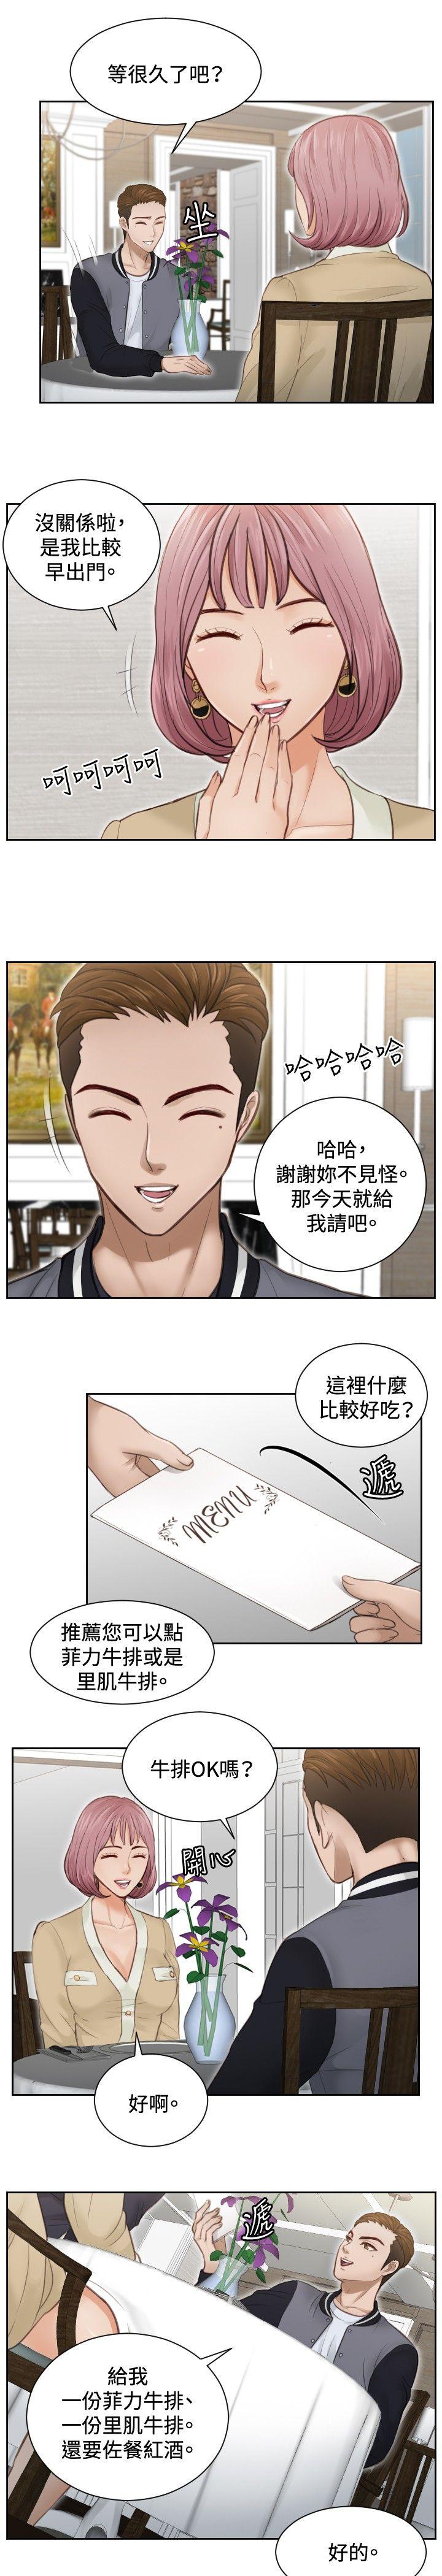 等很久了吧？
坐
沒關係啦，
是我比較
早出門。
呵呵呵呵
哈哈哈哈
哈哈，
謝謝妳不見怪。
那今天就給
我請吧。
這裡什麼
比較好吃？
遞
MENU
推薦您可以點
菲力牛排或是
里肌牛排。
牛排OK嗎？
開心
好啊。
遞
給我
一份菲力牛排、
一份里肌牛排。
還要佐餐紅酒。
好的。